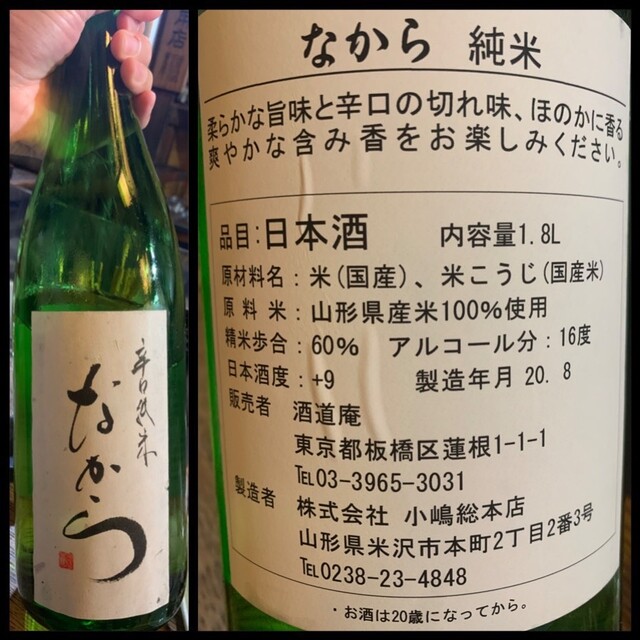 辛口純米
なから
なから 純米
柔らかな旨味と辛口の切れ味、ほのかに香る
爽やかな含み香をお楽しみください。
品目:日本酒 内容量1.8L
原材料名：米(国産)、米こうじ(国産米)
原料米：山形県産米100%使用
精米歩合：60% アルコール分：16度
日本酒度：+9 製造年月 20. 8
販売者 酒道庵
東京都板橋区蓮根1-1-1
℡03-3965-3031
製造者 株式会社 小嶋総本店
山形県米沢市本町2丁目2番3号
℡0238-23-4848
・お酒は20歳になってから。